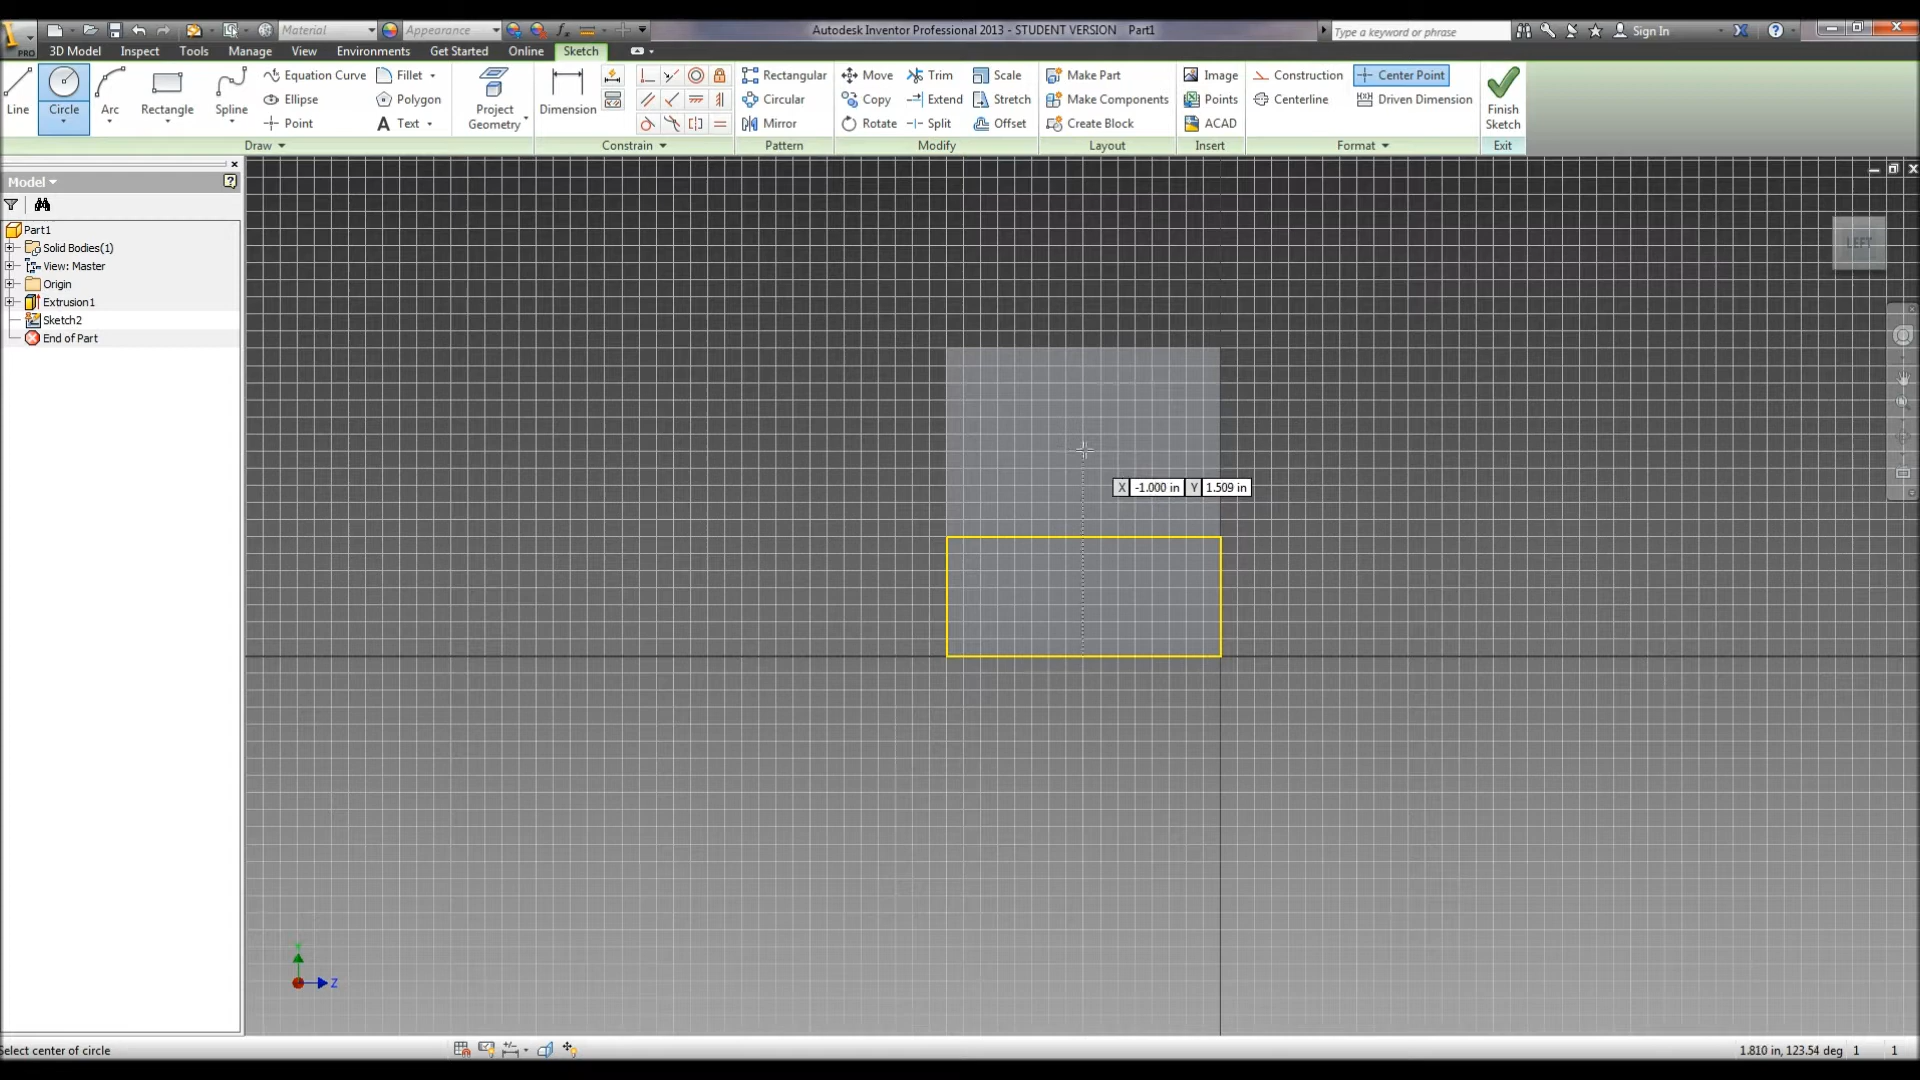 Material
Appearance
Autodesk Inventor Professional 2013 - STUDENT VERSION Part1
Type a keyword or phrase
Sign In
PRO
3D Model Inspect Tools Manage View Environments Get Started Online Sketch
Line Circle Arc Rectangle Spline
Equation Curve
Ellipse
Point
Fillet
Polygon
Text
Project Geometry
Dimension
Rectangular
Circular
Mirror
Move
Copy
Rotate
Trim
Extend
Split
Scale
Stretch
Offset
Make Part
Make Components
Create Block
Image
Points
ACAD
Construction
Centerline
Center Point
Driven Dimension
Finish Sketch
Draw Constrain Pattern Modify Layout Insert Format Exit
Model
Part1
Solid Bodies(1)
View: Master
Origin
Extrusion1
Sketch2
End of Part
LEFT
X -1.000 in Y 1.509 in
Z
Select center of circle
1.810 in, 123.54 deg 1 1